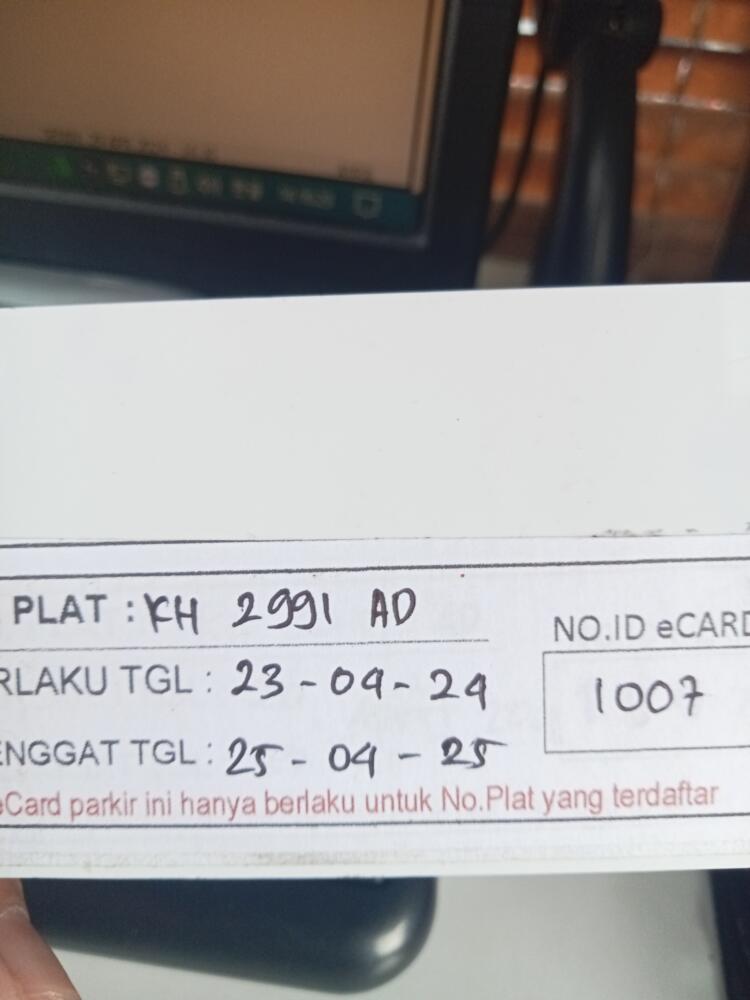 PLAT : KH 2991 AD
RLAKU TGL : 23 - 04 - 24
ENGGAT TGL : 25 - 04 - 25
eCard parkir ini hanya berlaku untuk No.Plat yang terdaftar
NO.ID eCARD
1007